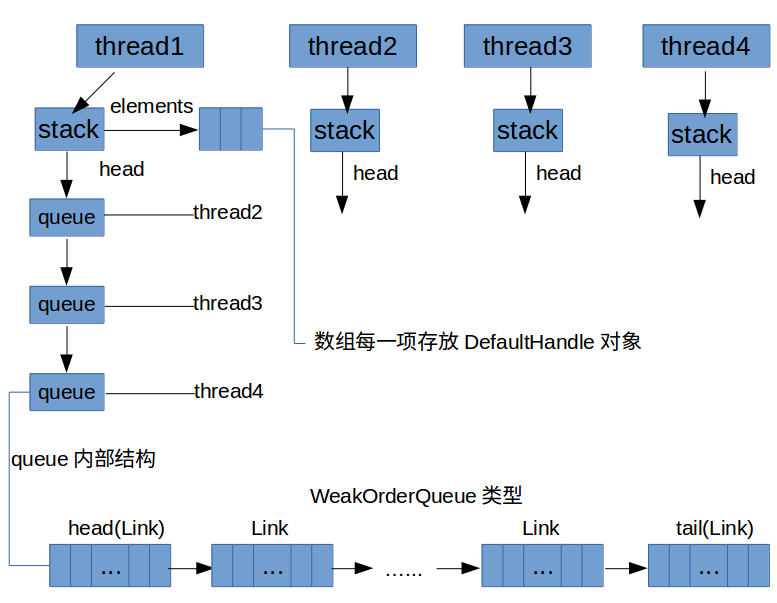 thread1 thread2 thread3 thread4
stack elements stack stack stack
head head head head
queue thread2
queue thread3
数组每一项存放 DefaultHandle 对象
queue thread4
queue 内部结构
WeakOrderQueue 类型
head(Link) Link Link tail(Link)
... ... ...... ... ...